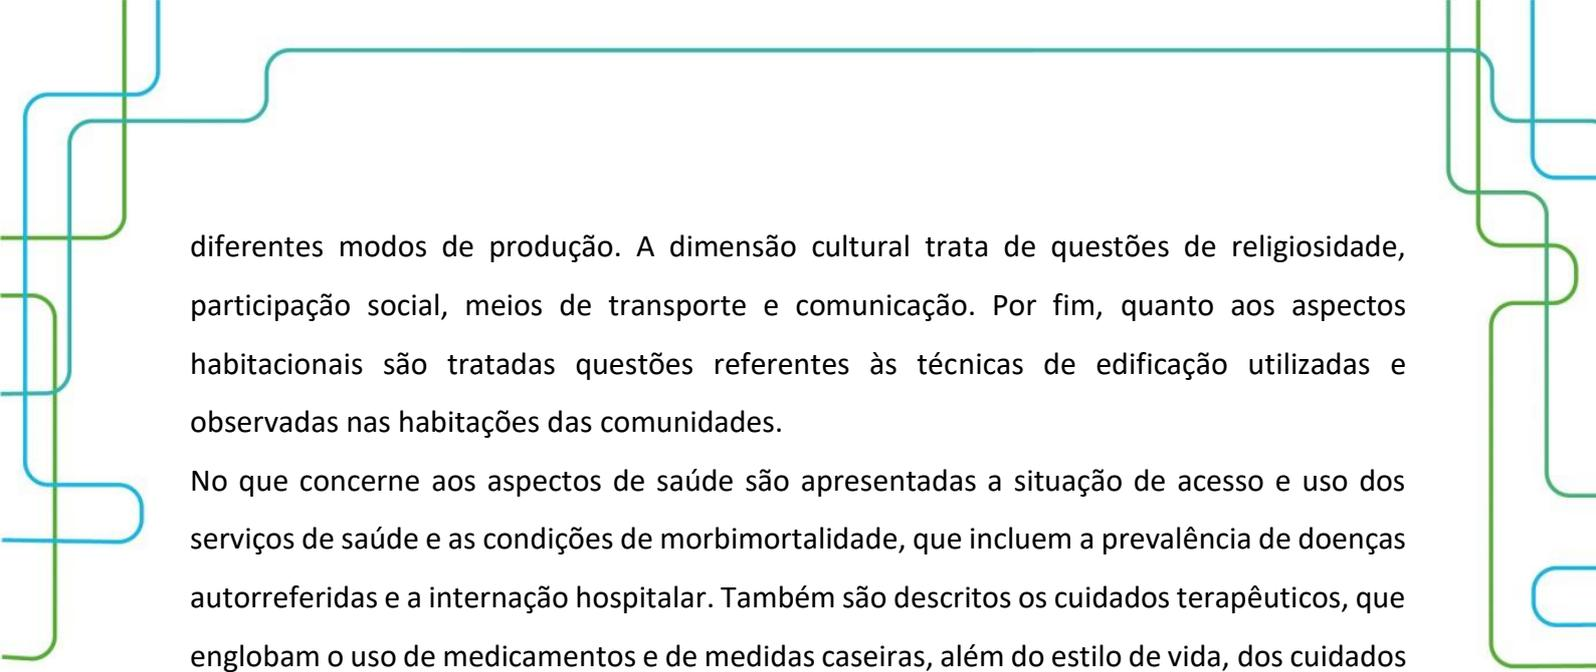 diferentes modos de produção. A dimensão cultural trata de questões de religiosidade,
participação social, meios de transporte e comunicação. Por fim, quanto aos aspectos
habitacionais são tratadas questões referentes às técnicas de edificação utilizadas e
observadas nas habitações das comunidades.
No que concerne aos aspectos de saúde são apresentadas a situação de acesso e uso dos
serviços de saúde e as condições de morbimortalidade, que incluem a prevalência de doenças
autorreferidas e a internação hospitalar. Também são descritos os cuidados terapêuticos, que
englobam o uso de medicamentos e de medidas caseiras, além do estilo de vida, dos cuidados